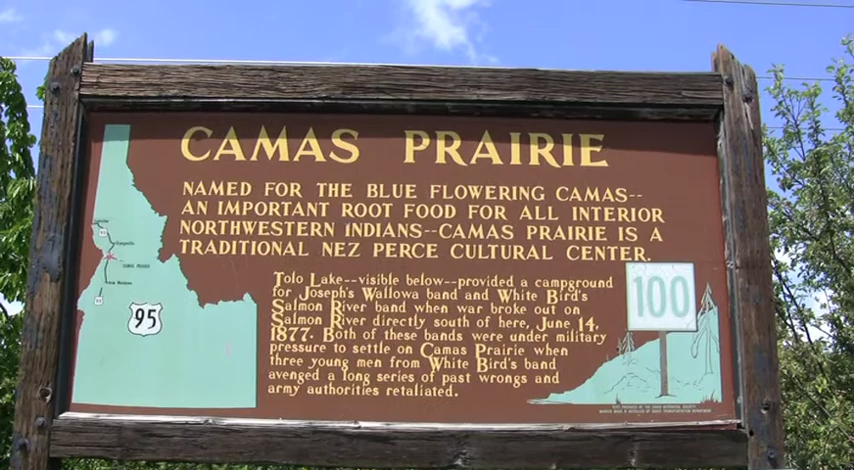 CAMAS PRAIRIE
NAMED FOR THE BLUE FLOWERING CAMAS--
AN IMPORTANT ROOT FOOD FOR ALL INTERIOR
NORTHWESTERN INDIANS--CAMAS PRAIRIE IS A
TRADITIONAL NEZ PERCE CULTURAL CENTER.
Tolo Lake--visible below--provided a campground
for Joseph's Wallowa band and White Bird's
Salmon River band when war broke out on
Salmon River directly south of here, June 14,
1877. Both of these bands were under military
pressure to settle on Camas Prairie when
three young men from White Bird's band
avenged a long series of past wrongs and
army authorities retaliated.
100
95
CAMAS PRAIRIE